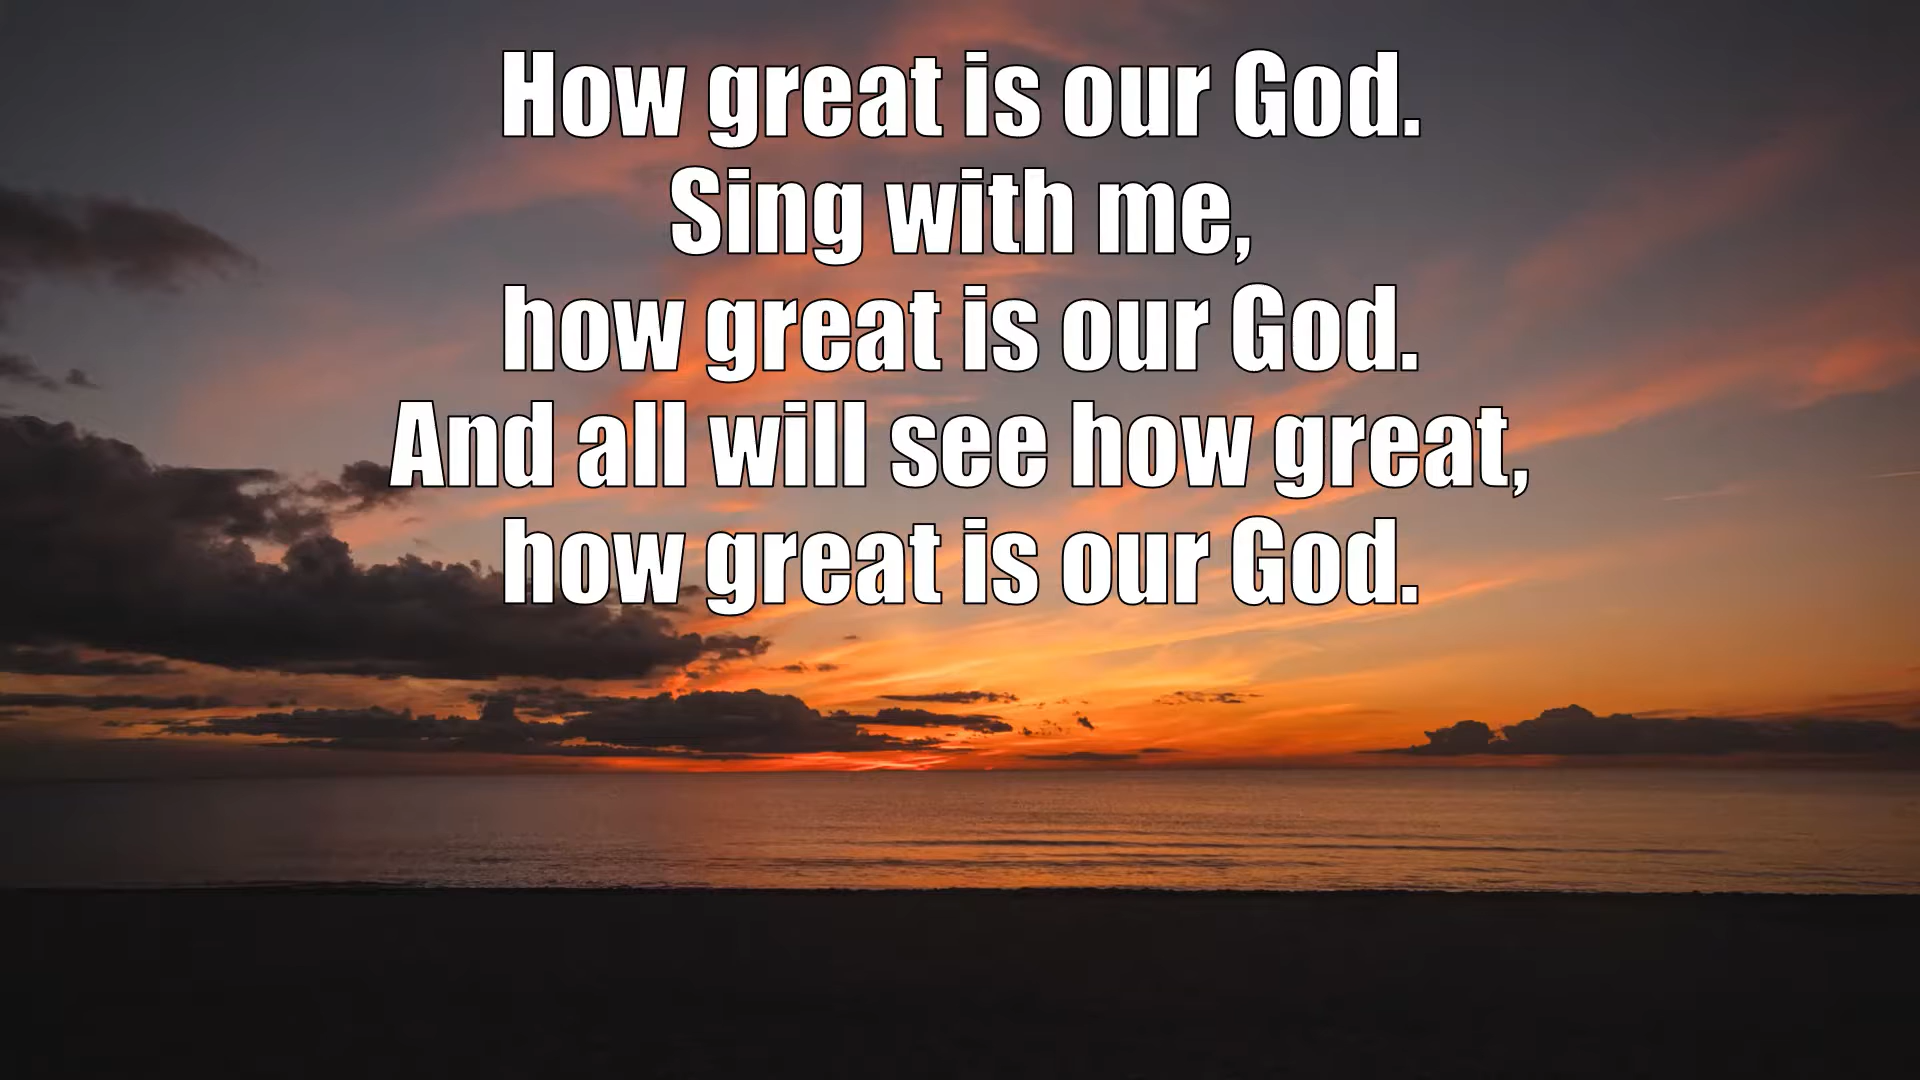 How great is our God.
Sing with me,
how great is our God.
And all will see how great,
how great is our God.